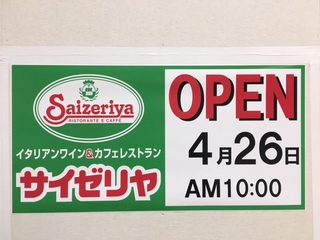 Saizeriya
RISTORANTE E CAFFÈ
イタリアンワイン&カフェレストラン
サイゼリヤ
OPEN
4月26日
AM10:00